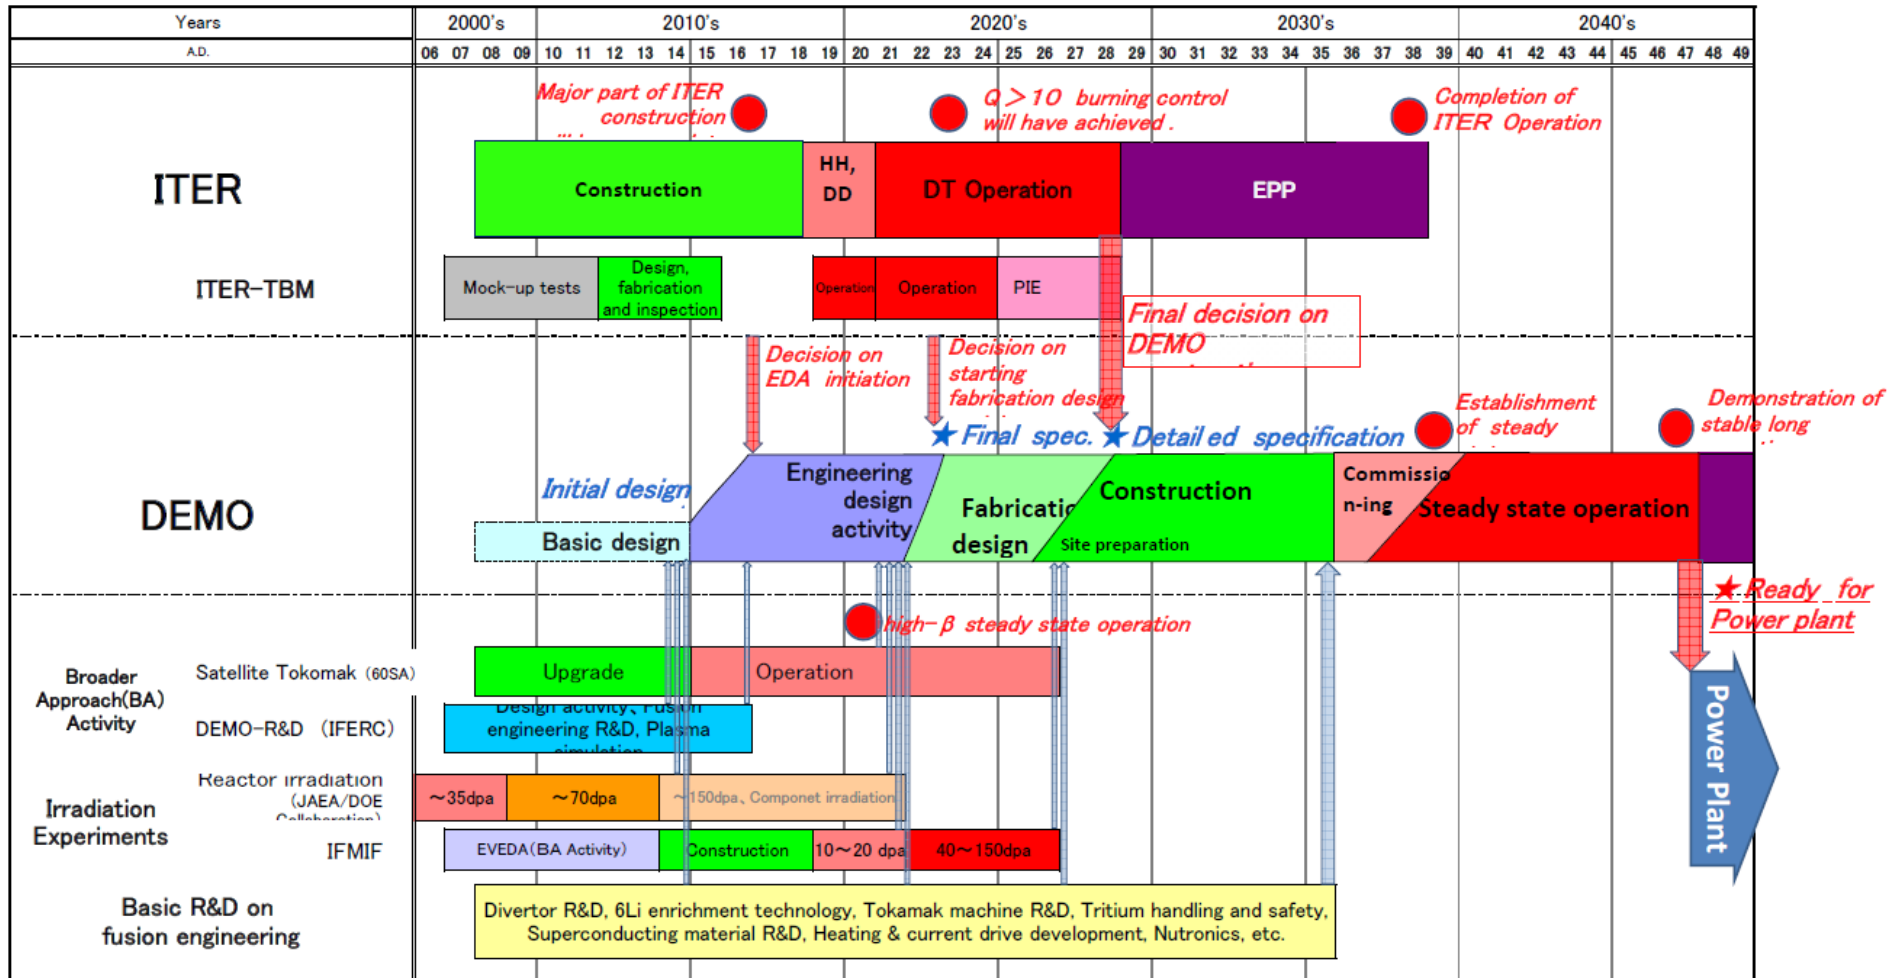 Years 2000's 2010's 2020's 2030's 2040's
A.D. 06 07 08 09 10 11 12 13 14 15 16 17 18 19 20 21 22 23 24 25 26 27 28 29 30 31 32 33 34 35 36 37 38 39 40 41 42 43 44 45 46 47 48 49
Major part of ITER
construction
Q＞10 burning control
will have achieved .
Completion of
ITER Operation
ITER
Construction
HH,
DD
DT Operation
EPP
ITER-TBM
Mock-up tests
Design,
fabrication
and inspection
Operation
Operation
PIE
Final decision on
DEMO
Decision on
EDA initiation
Decision on
starting
fabrication design
Establishment
of steady
Demonstration of
stable long
★Final spec.
★Detailed specification
Initial design
DEMO
Basic design
Engineering
design
activity
Fabricatic
design
Construction
Site preparation
Commissio
n-ing
Steady state operation
★Ready for
Power plant
high-β steady state operation
Broader
Approach(BA)
Activity
Satellite Tokomak (60SA)
Upgrade
Operation
DEMO-R&D (IFERC)
Design activity、Fusion
engineering R&D, Plasma
simulation
Power Plant
Irradiation
Experiments
Reactor irradiation
(JAEA/DOE
Collaboration)
～35dpa
～70dpa
～150dpa、Componet irradiation
IFMIF
EVEDA(BA Activity)
Construction
10～20 dpa
40～150dpa
Basic R&D on
fusion engineering
Divertor R&D, 6Li enrichment technology, Tokamak machine R&D, Tritium handling and safety,
Superconducting material R&D, Heating & current drive development, Nutronics, etc.